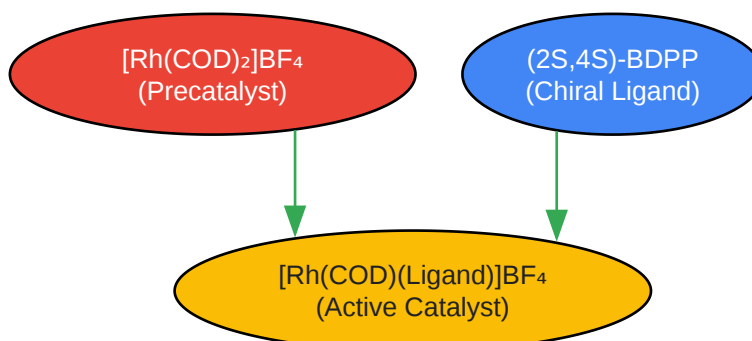 [Rh(COD)₂]BF₄
(Precatalyst)
(2S,4S)-BDPP
(Chiral Ligand)
[Rh(COD)(Ligand)]BF₄
(Active Catalyst)